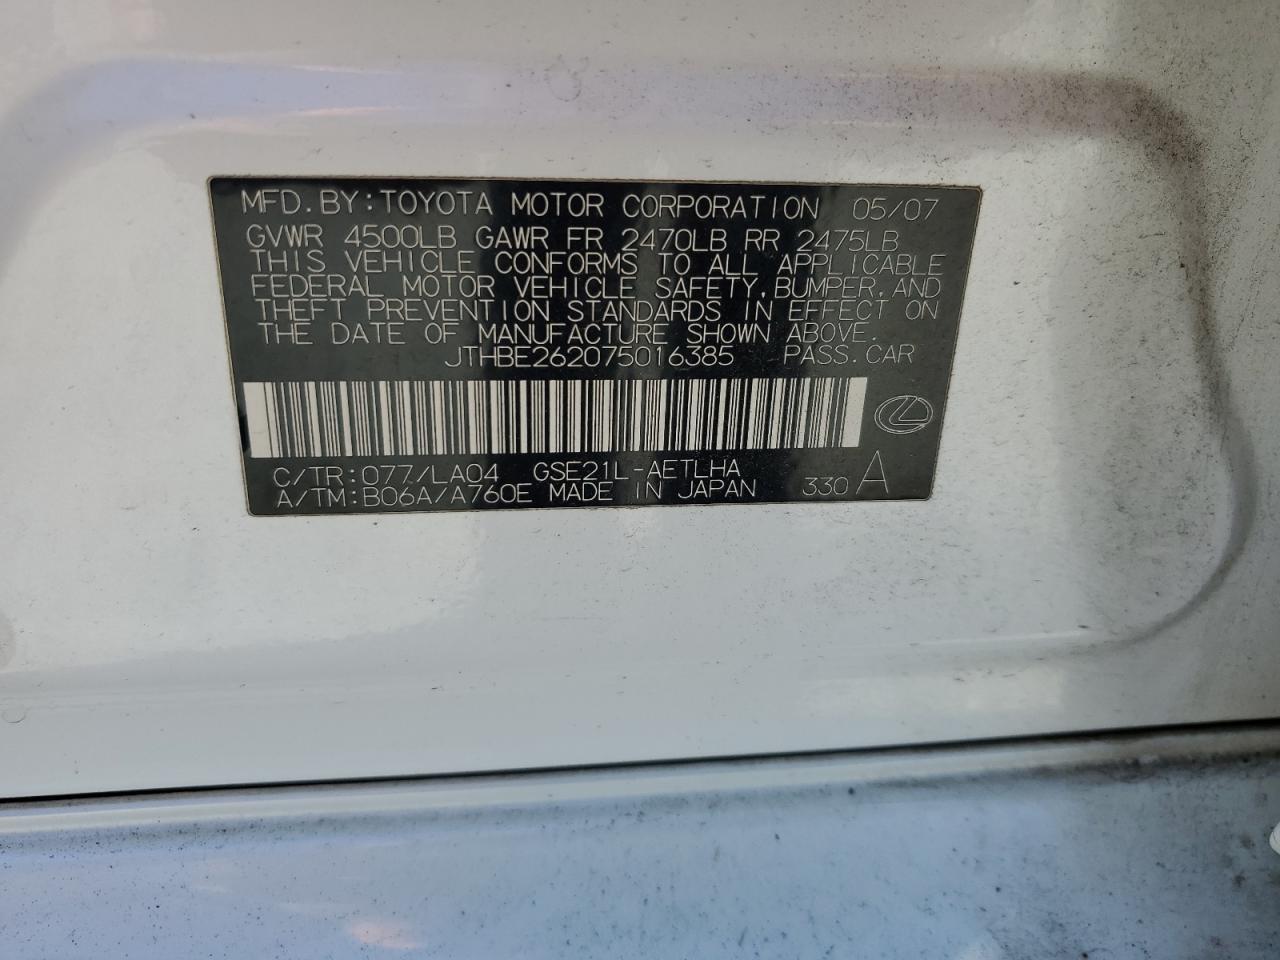 MFD.BY:TOYOTA MOTOR CORPORATION 05/07
GVWR 4500LB GAWR FR 2470LB RR 2475LB
THIS VEHICLE CONFORMS TO ALL APPLICABLE
FEDERAL MOTOR VEHICLE SAFETY,BUMPER,AND
THEFT PREVENTION STANDARDS IN EFFECT ON
THE DATE OF MANUFACTURE SHOWN ABOVE.
JTHBE262075016385 PASS.CAR
C/TR:077/LA04 GSE21L-AETLHA
A/TM:B06A/A760E MADE IN JAPAN 330 A